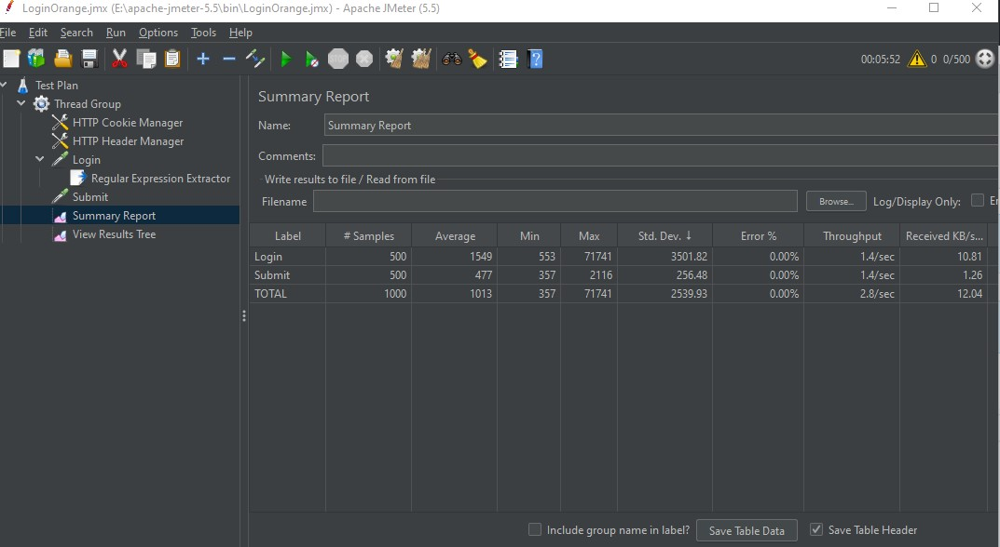 LoginOrange.jmx (E:\apache-jmeter-5.5\bin\LoginOrange.jmx) - Apache JMeter (5.5)
File Edit Search Run Options Tools Help
00:05:52 0 0/500
Test Plan
Thread Group
HTTP Cookie Manager
HTTP Header Manager
Login
Regular Expression Extractor
Submit
Summary Report
View Results Tree
Summary Report
Name: Summary Report
Comments:
Write results to file / Read from file
Filename Browse... Log/Display Only:
Label # Samples Average Min Max Std. Dev. ↓ Error % Throughput Received KB/s...
Login 500 1549 553 71741 3501.82 0.00% 1.4/sec 10.81
Submit 500 477 357 2116 256.48 0.00% 1.4/sec 1.26
TOTAL 1000 1013 357 71741 2539.93 0.00% 2.8/sec 12.04
Include group name in label? Save Table Data Save Table Header